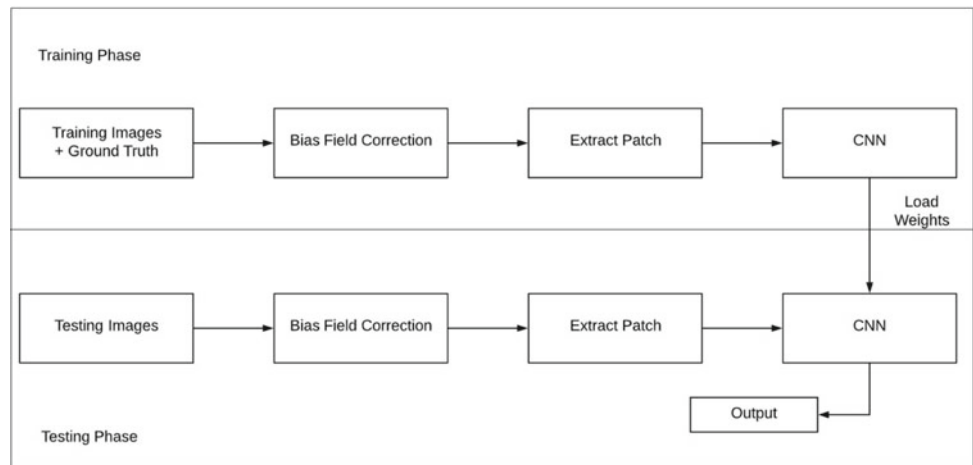 Training Phase
Training Images
+ Ground Truth
Bias Field Correction
Extract Patch
CNN
Load
Weights
Testing Images
Bias Field Correction
Extract Patch
CNN
Output
Testing Phase